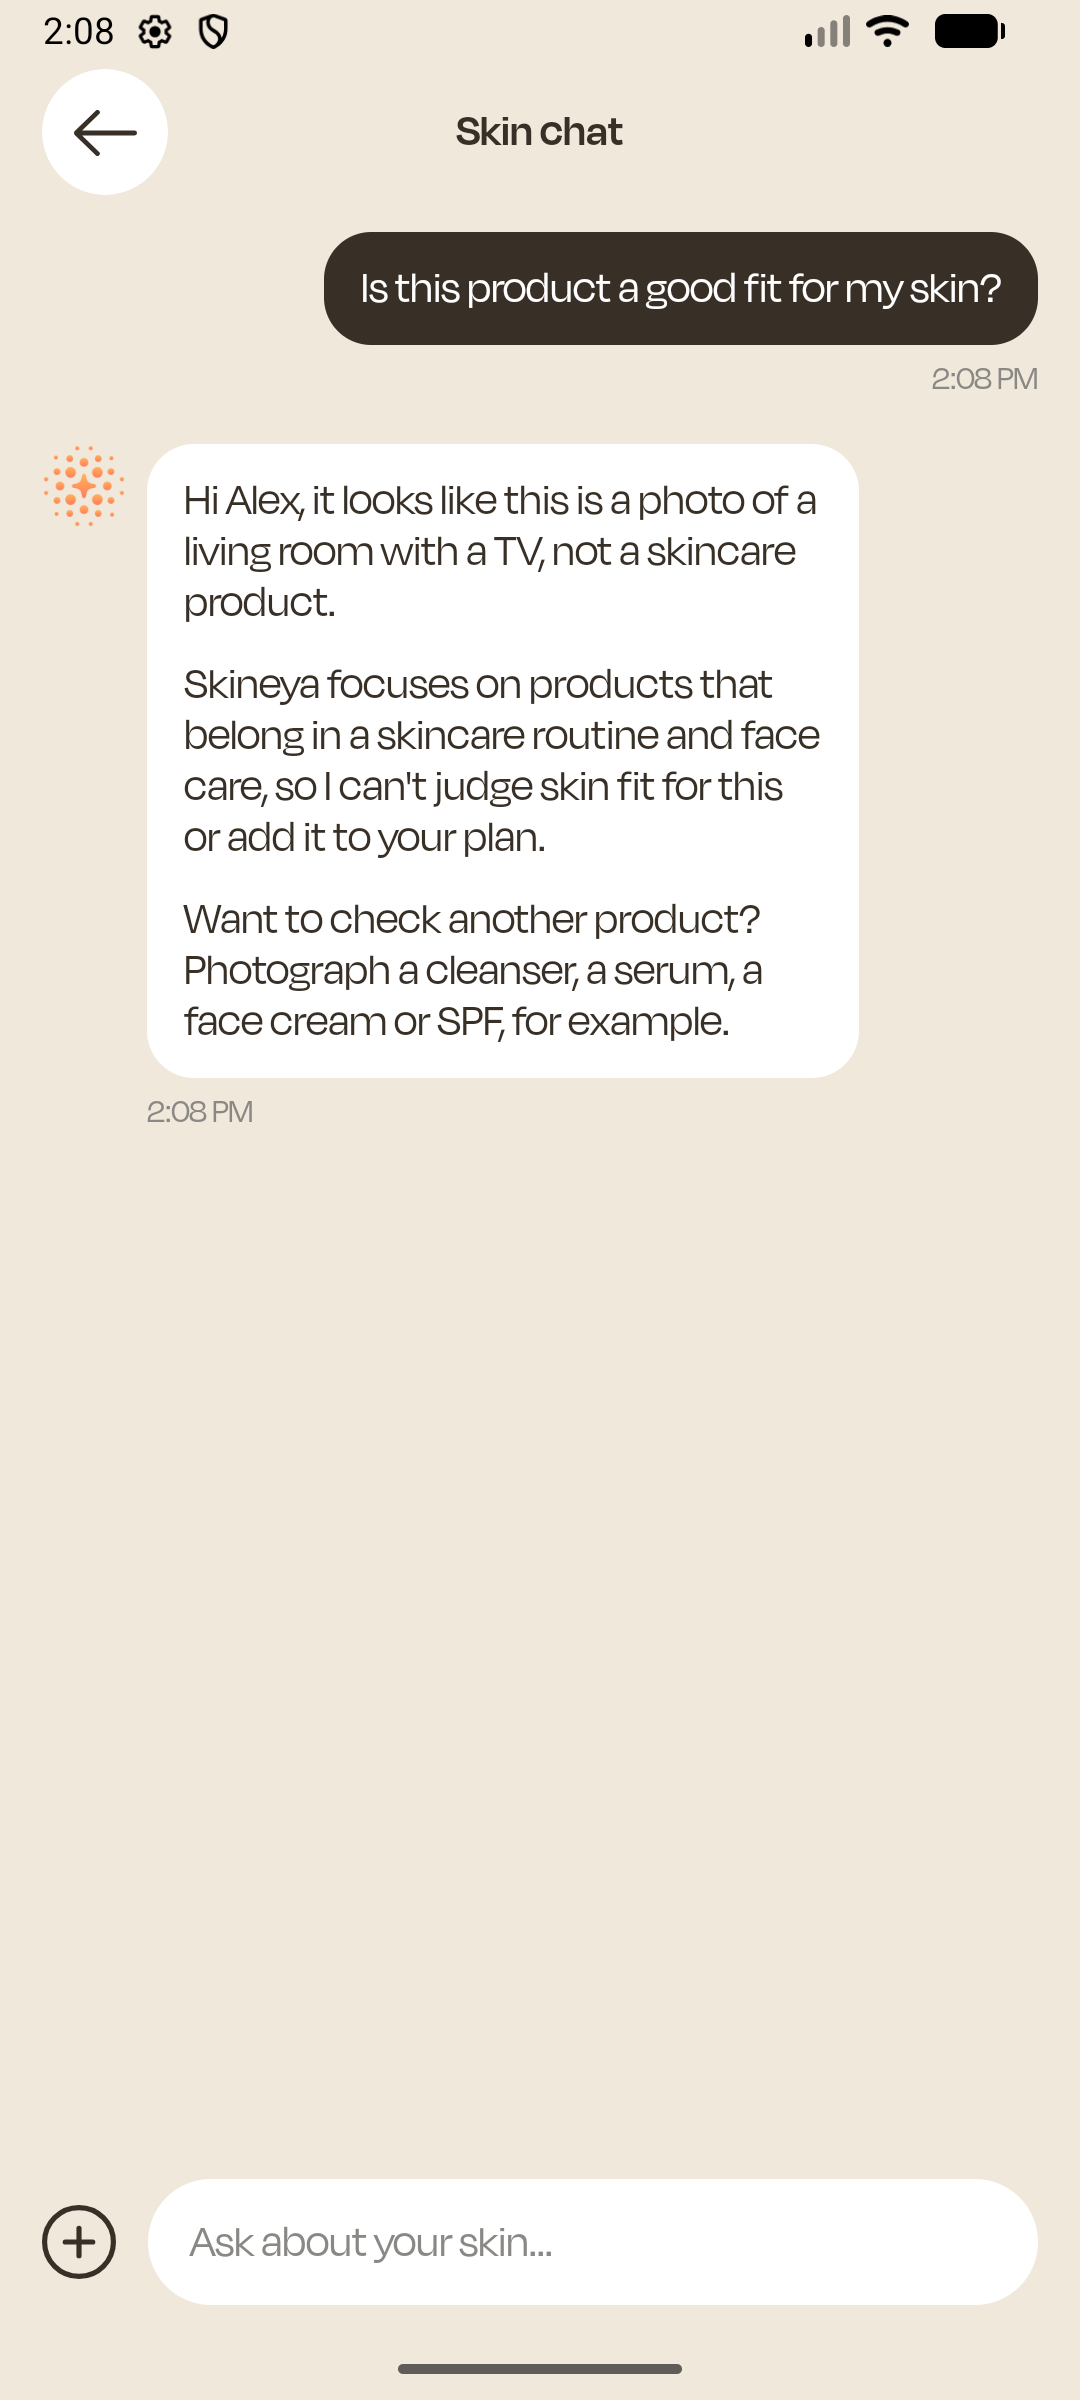 2:08
Skin chat
Is this product a good fit for my skin?
2:08 PM
Hi Alex, it looks like this is a photo of a
living room with a TV, not a skincare
product.
Skineya focuses on products that
belong in a skincare routine and face
care, so I can't judge skin fit for this
or add it to your plan.
Want to check another product?
Photograph a cleanser, a serum, a
face cream or SPF, for example.
2:08 PM
Ask about your skin...